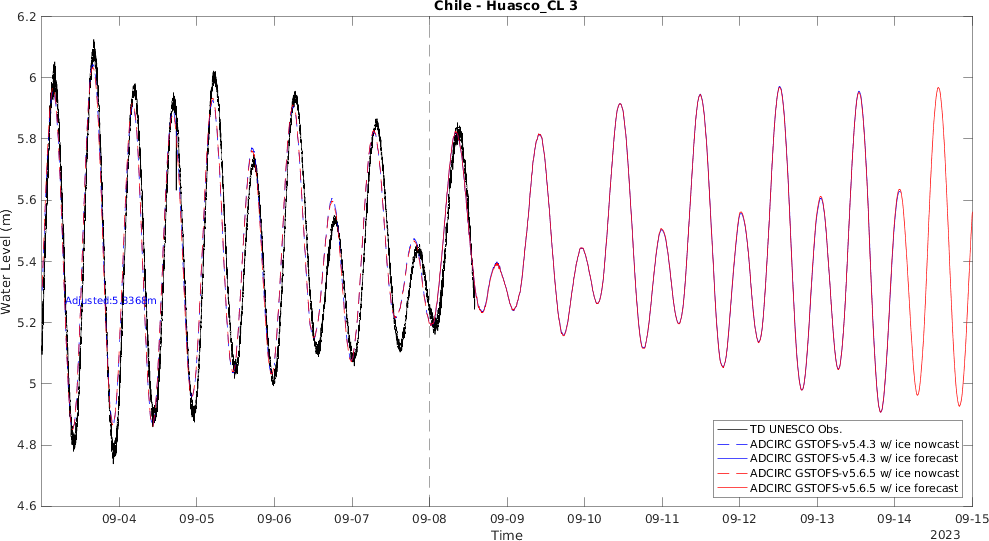 Chile - Huasco_CL 3
Water Level (m)
6.2
6
5.8
5.6
5.4
5.2
5
4.8
4.6
TD UNESCO Obs.
ADCIRC GSTOFS-v5.4.3 w/ ice nowcast
ADCIRC GSTOFS-v5.4.3 w/ ice forecast
ADCIRC GSTOFS-v5.6.5 w/ ice nowcast
ADCIRC GSTOFS-v5.6.5 w/ ice forecast
09-04 09-05 09-06 09-07 09-08 09-09 09-10 09-11 09-12 09-13 09-14 09-15
Time
2023